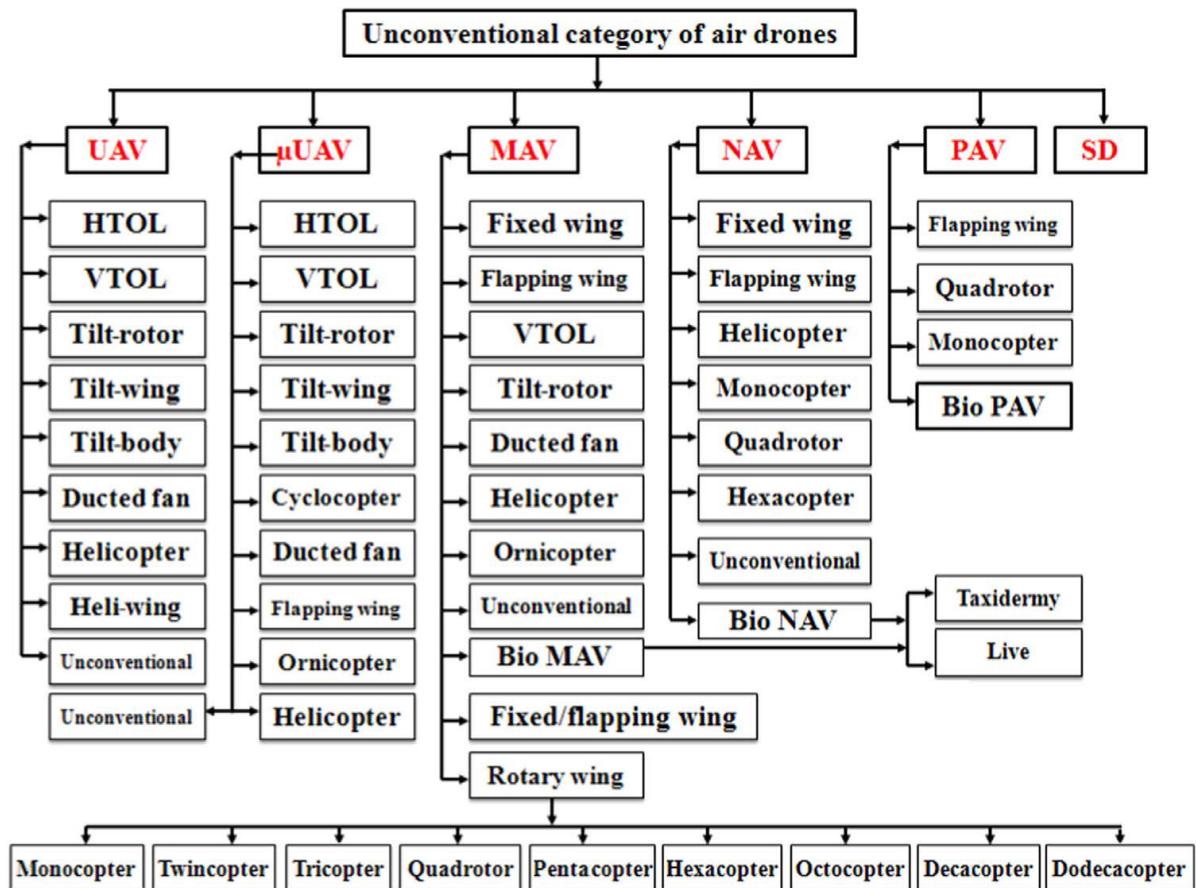 Unconventional category of air drones
UAV
μUAV
MAV
NAV
PAV
SD
HTOL
VTOL
Tilt-rotor
Tilt-wing
Tilt-body
Ducted fan
Helicopter
Heli-wing
Unconventional
Unconventional
HTOL
VTOL
Tilt-rotor
Tilt-wing
Tilt-body
Cyclocopter
Ducted fan
Flapping wing
Ornicopter
Helicopter
Fixed wing
Flapping wing
VTOL
Tilt-rotor
Ducted fan
Helicopter
Ornicopter
Unconventional
Bio MAV
Fixed/flapping wing
Rotary wing
Fixed wing
Flapping wing
Helicopter
Monocopter
Quadrotor
Hexacopter
Unconventional
Bio NAV
Flapping wing
Quadrotor
Monocopter
Bio PAV
Taxidermy
Live
Monocopter
Twincopter
Tricopter
Quadrotor
Pentacopter
Hexacopter
Octocopter
Decacopter
Dodecacopter